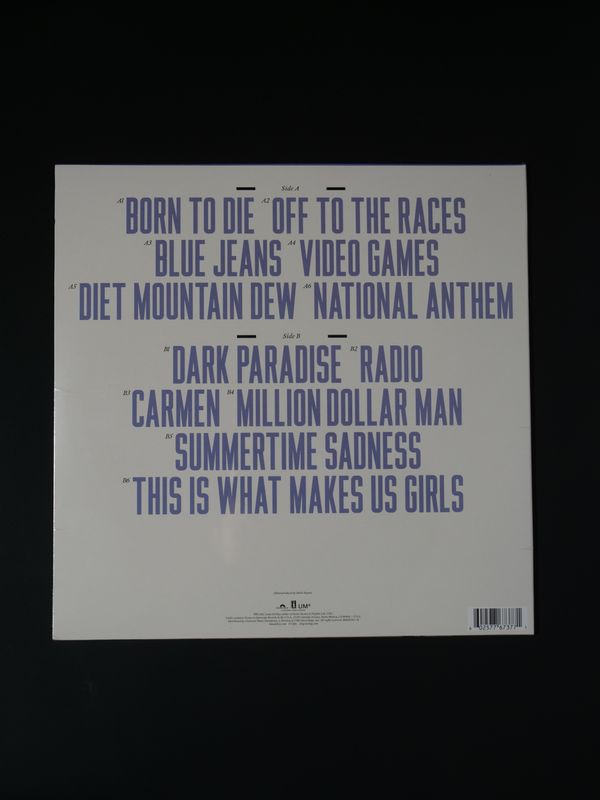 Side A
A1 BORN TO DIE A2 OFF TO THE RACES
A3 BLUE JEANS A4 VIDEO GAMES
A5 DIET MOUNTAIN DEW A6 NATIONAL ANTHEM
Side B
B1 DARK PARADISE B2 RADIO
B3 CARMEN B4 MILLION DOLLAR MAN
B5 SUMMERTIME SADNESS
B6 THIS IS WHAT MAKES US GIRLS